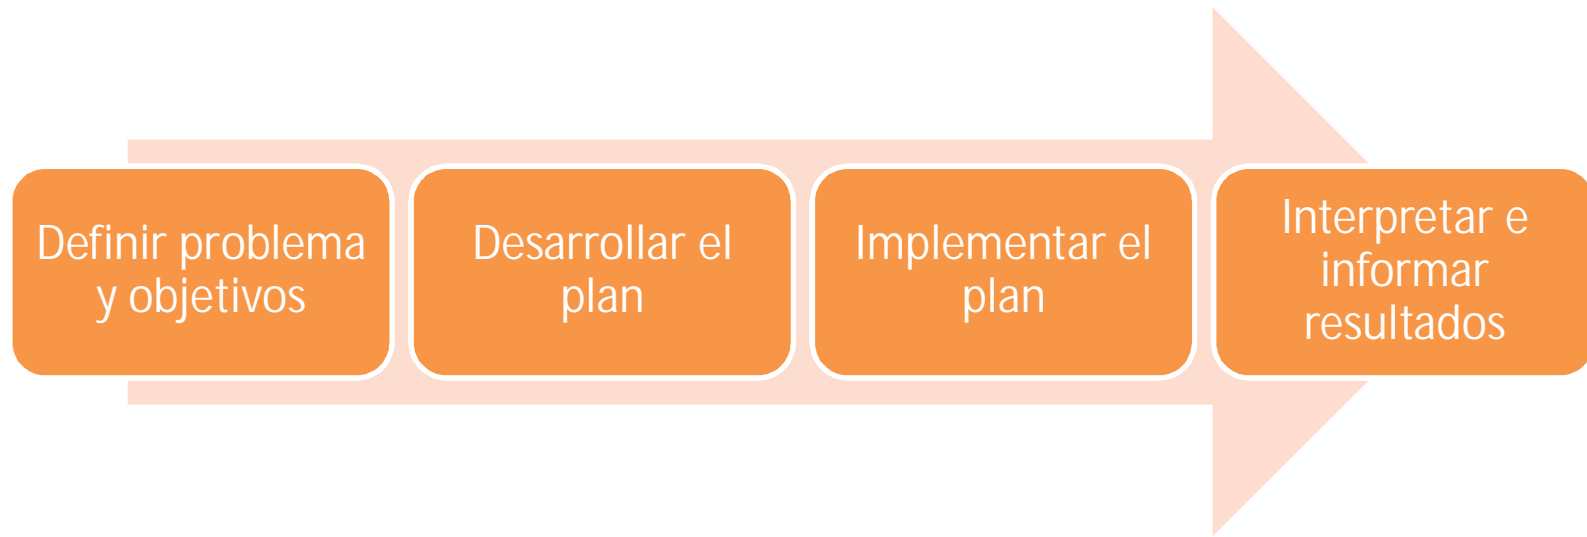 Definir problema
y objetivos
Desarrollar el
plan
Implementar el
plan
Interpretar e
informar
resultados